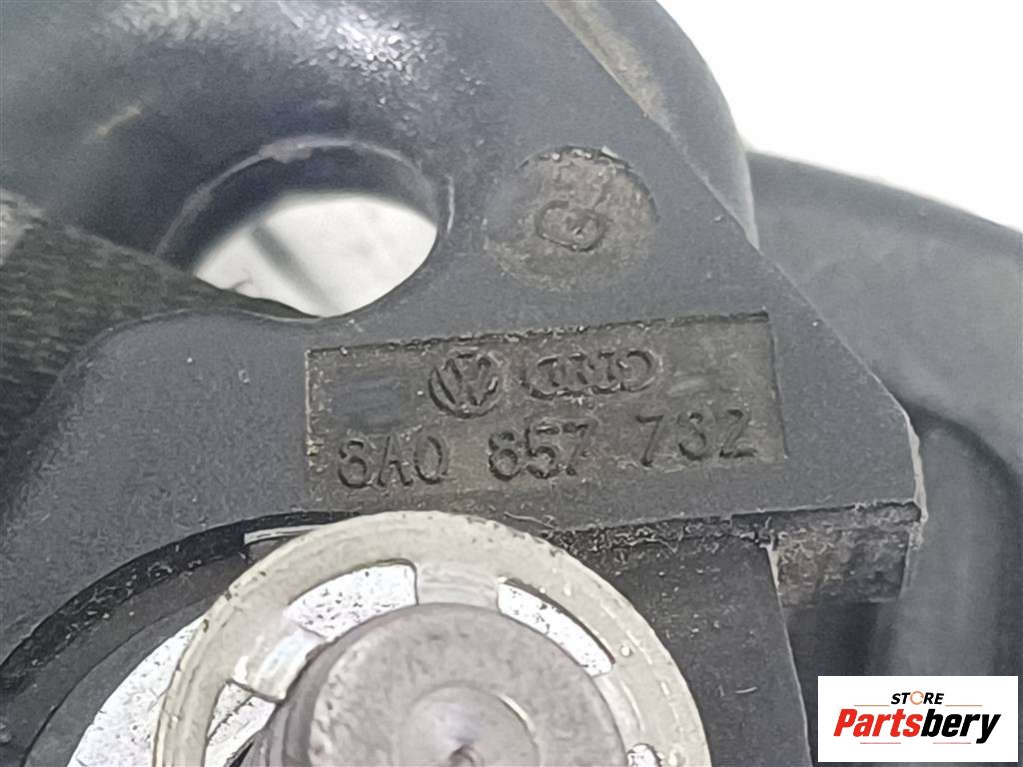 G
8A0 857 732
STORE
Partsbery